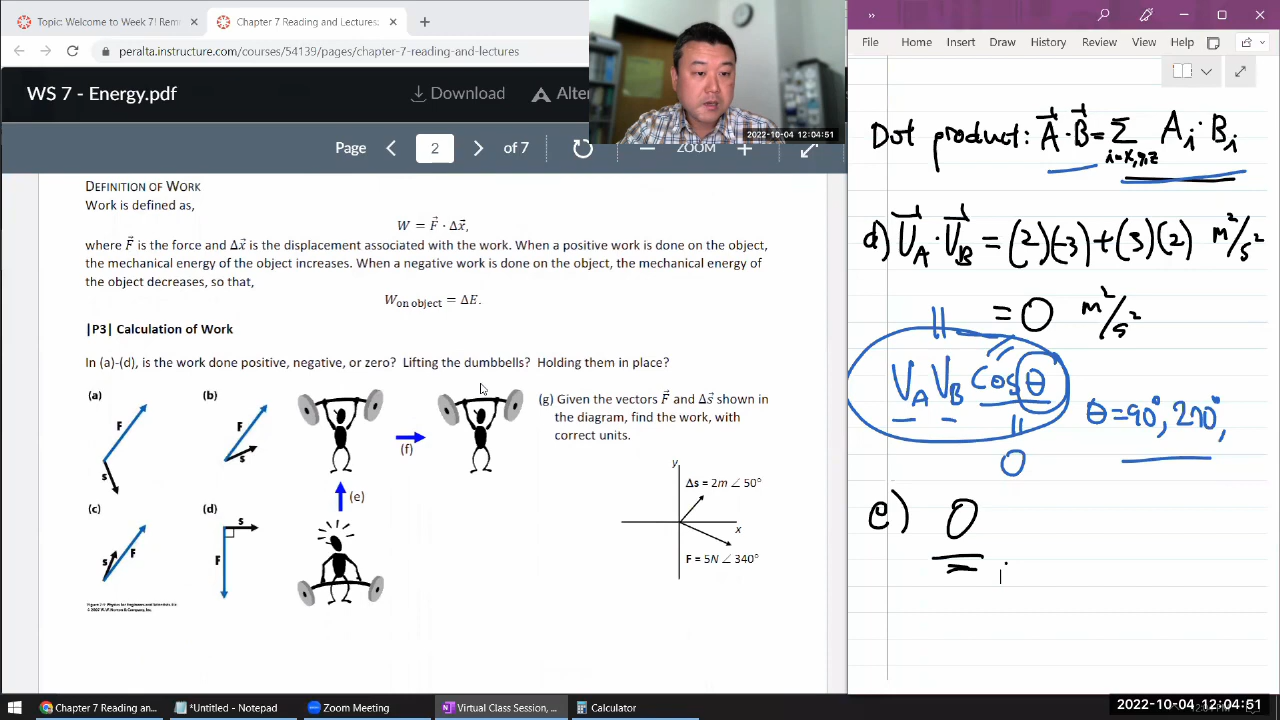 Topic: Welcome to Week 7! Rem
Chapter 7 Reading and Lectures:
peralta.instructure.com/courses/54139/pages/chapter-7-reading-and-lectures
WS 7 - Energy.pdf
Download
Alter
Page 2 of 7
ZOOM
2022-10-04 12:04:51
DEFINITION OF WORK
Work is defined as,
W = F⃗ · Δx⃗,
where F⃗ is the force and Δx⃗ is the displacement associated with the work. When a positive work is done on the object,
the mechanical energy of the object increases. When a negative work is done on the object, the mechanical energy of
the object decreases, so that,
W_on object = ΔE.
|P3| Calculation of Work
In (a)-(d), is the work done positive, negative, or zero? Lifting the dumbbells? Holding them in place?
(a)
F
s
(b)
F
s
(c)
s
F
(d)
s
F
(e)
(f)
(g) Given the vectors F⃗ and Δs⃗ shown in
the diagram, find the work, with
correct units.
y
Δs = 2m ∠ 50°
x
F = 5N ∠ 340°
File Home Insert Draw History Review View Help
Dot product: A⃗ · B⃗ = Σ A_i · B_i
i=x,y,z
d) V⃗_A · V⃗_B = (2)(-3) + (3)(2) m²/s²
= 0 m²/s²
V_A V_B cos θ
θ = 90°, 270°,
0
e) 0
Chapter 7 Reading an...
*Untitled - Notepad
Zoom Meeting
Virtual Class Session, ...
Calculator
2022-10-04 12:04:51